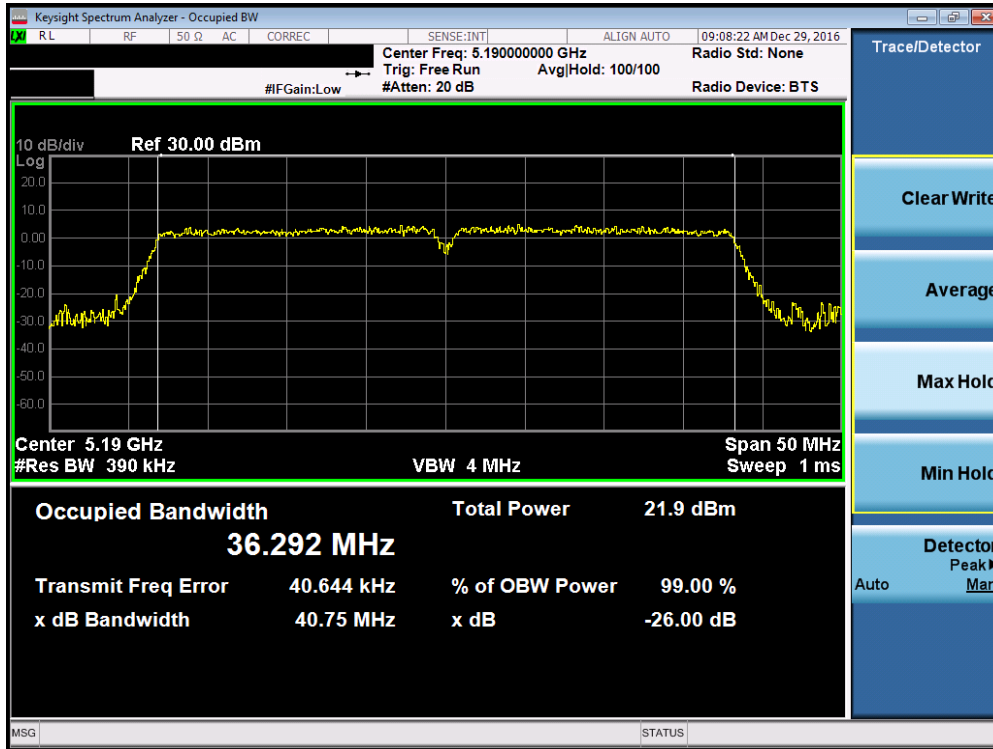 Keysight Spectrum Analyzer - Occupied BW
LXI RL RF 50 Ω AC CORREC SENSE:INT ALIGN AUTO 09:08:22 AM Dec 29, 2016
Center Freq: 5.190000000 GHz Radio Std: None
Trig: Free Run Avg|Hold: 100/100
#IFGain:Low #Atten: 20 dB Radio Device: BTS
Trace/Detector
10 dB/div Ref 30.00 dBm
Log
20.0
10.0
0.00
-10.0
-20.0
-30.0
-40.0
-50.0
-60.0
Center 5.19 GHz Span 50 MHz
#Res BW 390 kHz VBW 4 MHz Sweep 1 ms
Occupied Bandwidth Total Power 21.9 dBm
36.292 MHz
Transmit Freq Error 40.644 kHz % of OBW Power 99.00 %
x dB Bandwidth 40.75 MHz x dB -26.00 dB
Clear Write
Average
Max Hold
Min Hold
Detector
Peak
Auto Man
MSG STATUS